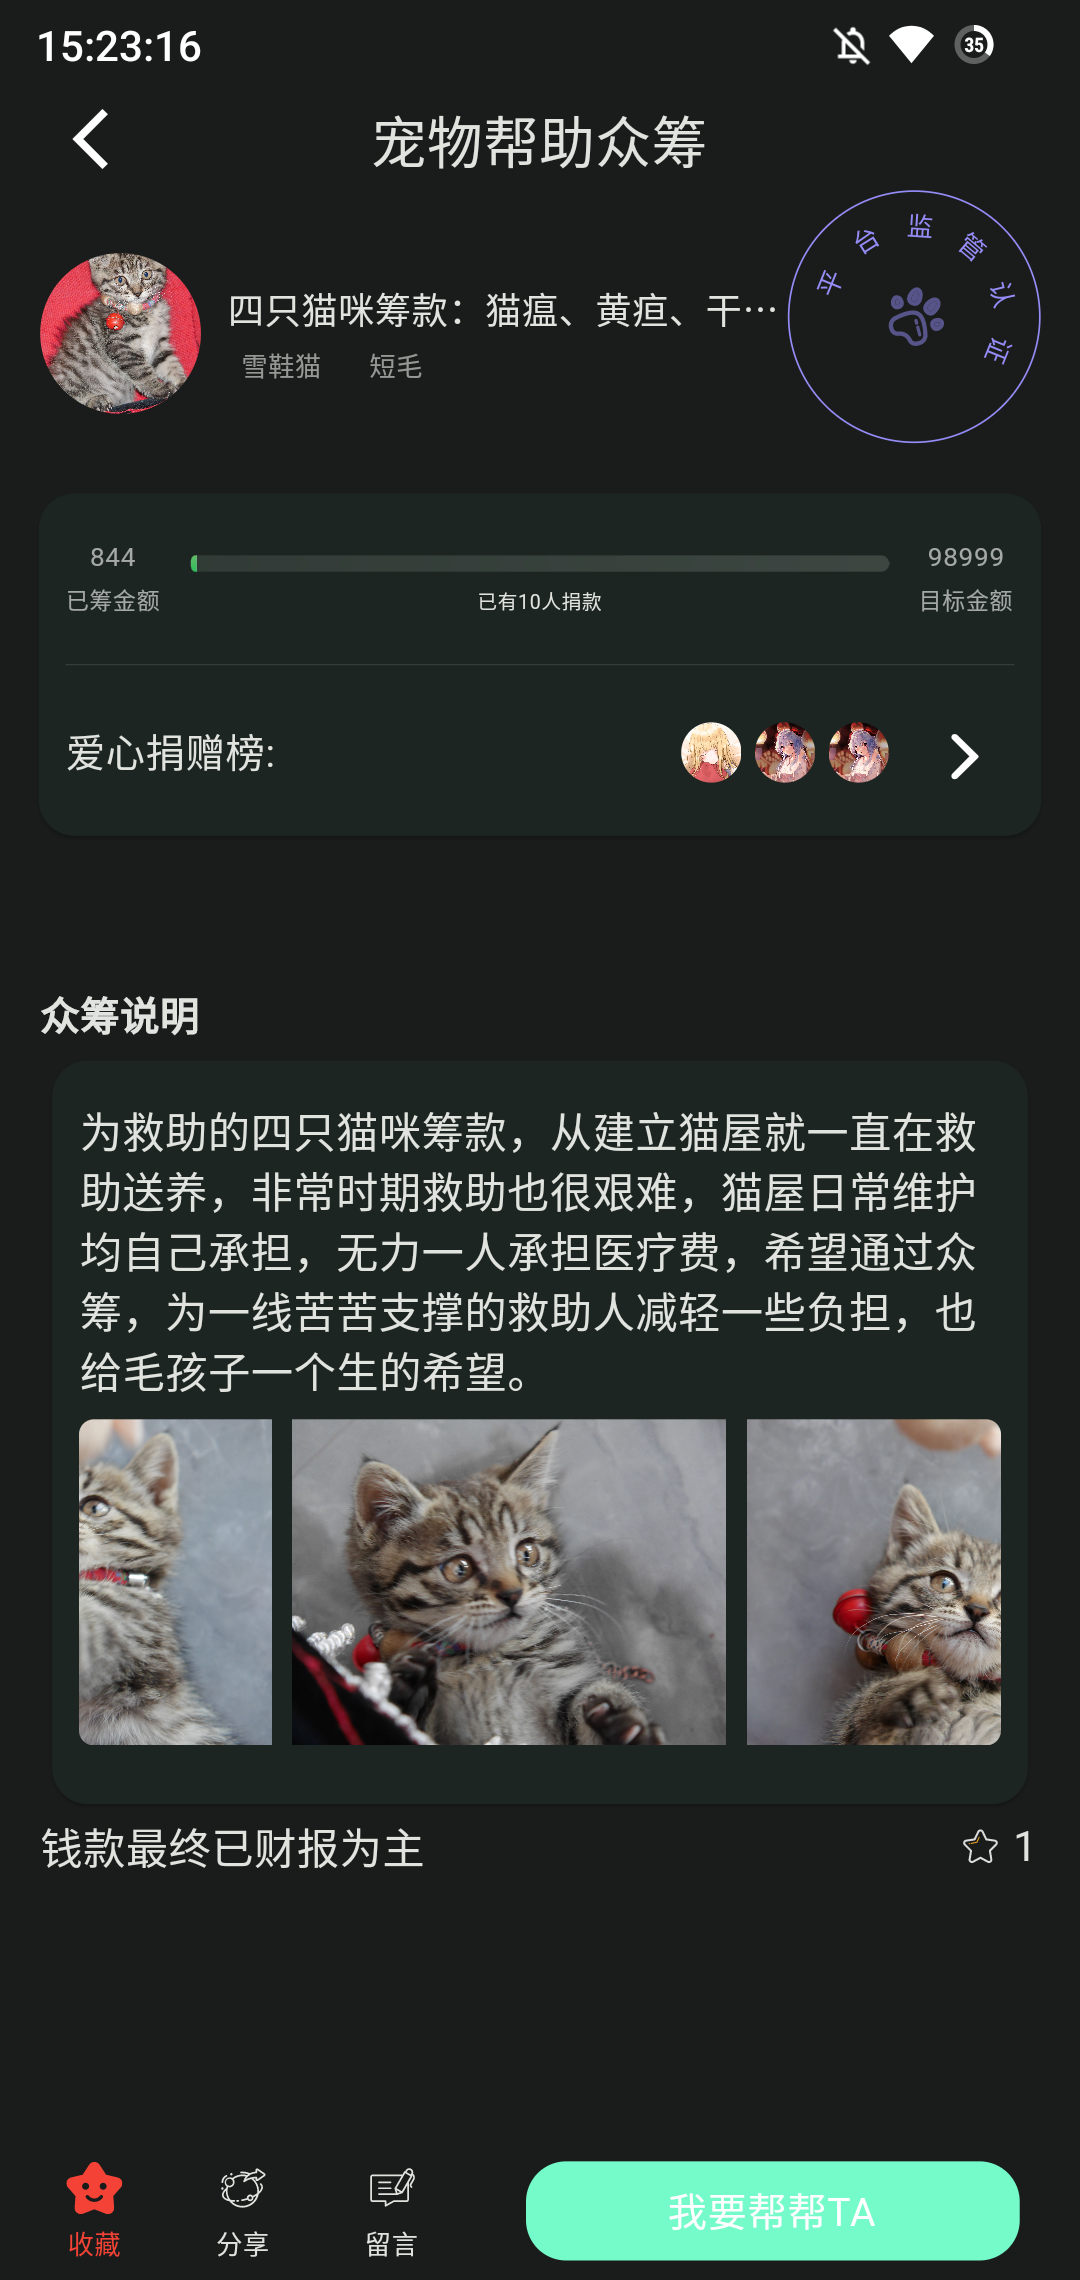 15:23:16
35
宠物帮助众筹
平台监管认证
四只猫咪筹款：猫瘟、黄疸、干…
雪鞋猫 短毛
844
98999
已筹金额
已有10人捐款
目标金额
爱心捐赠榜:
众筹说明
为救助的四只猫咪筹款，从建立猫屋就一直在救
助送养，非常时期救助也很艰难，猫屋日常维护
均自己承担，无力一人承担医疗费，希望通过众
筹，为一线苦苦支撑的救助人减轻一些负担，也
给毛孩子一个生的希望。
钱款最终已财报为主
1
收藏
分享
留言
我要帮帮TA